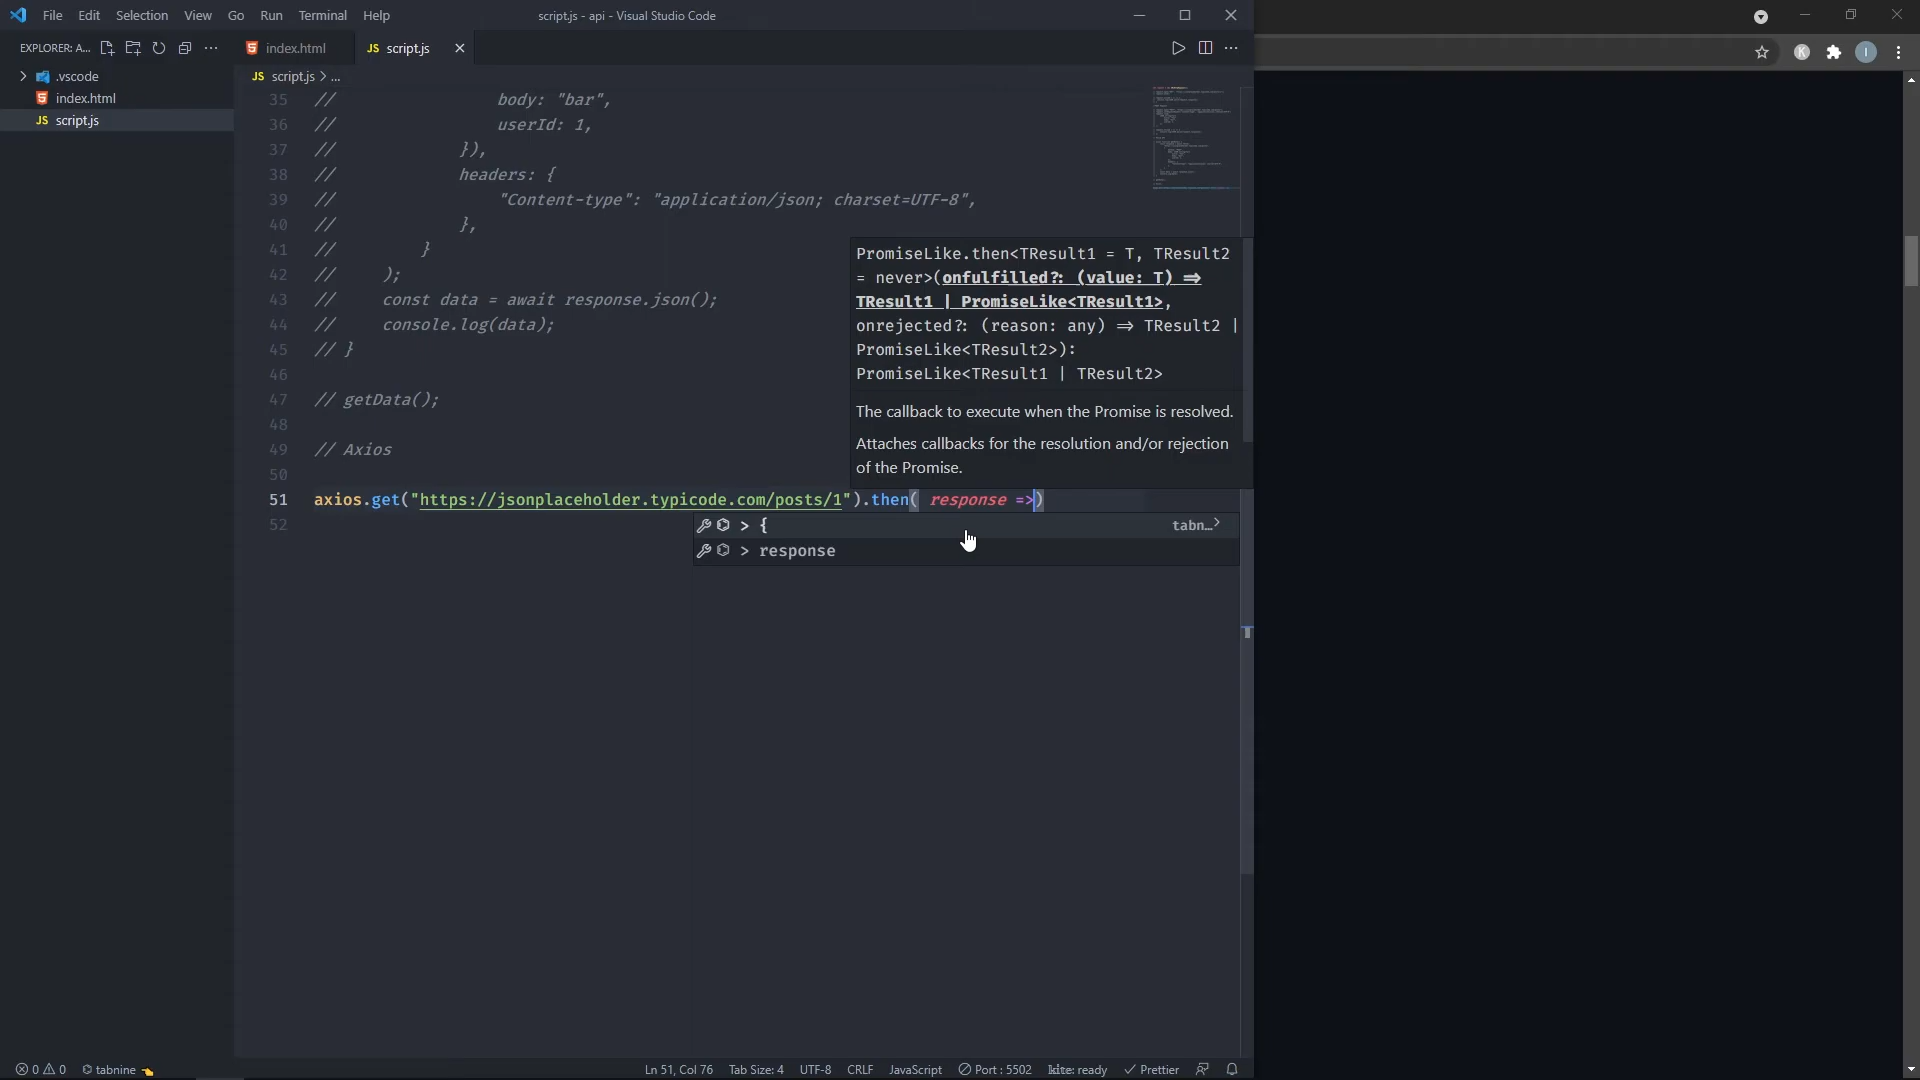 File Edit Selection View Go Run Terminal Help
script.js - api - Visual Studio Code
EXPLORER: A...
index.html
JS script.js
JS script.js > ...
.vscode
index.html
JS script.js
35 // body: "bar",
36 // userId: 1,
37 // }),
38 // headers: {
39 // "Content-type": "application/json; charset=UTF-8",
40 // },
41 // }
42 // );
43 // const data = await response.json();
44 // console.log(data);
45 // }
46
47 // getData();
48
49 // Axios
50
51 axios.get("https://jsonplaceholder.typicode.com/posts/1").then( response =>)
52
PromiseLike.then<TResult1 = T, TResult2
= never>(onfulfilled?: (value: T) =>
TResult1 | PromiseLike<TResult1>,
onrejected?: (reason: any) => TResult2 |
PromiseLike<TResult2>):
PromiseLike<TResult1 | TResult2>
The callback to execute when the Promise is resolved.
Attaches callbacks for the resolution and/or rejection
of the Promise.
> { tabn...
> response
K
I
0 0 tabnine
Ln 51, Col 76 Tab Size: 4 UTF-8 CRLF JavaScript Port : 5502 kite: ready Prettier